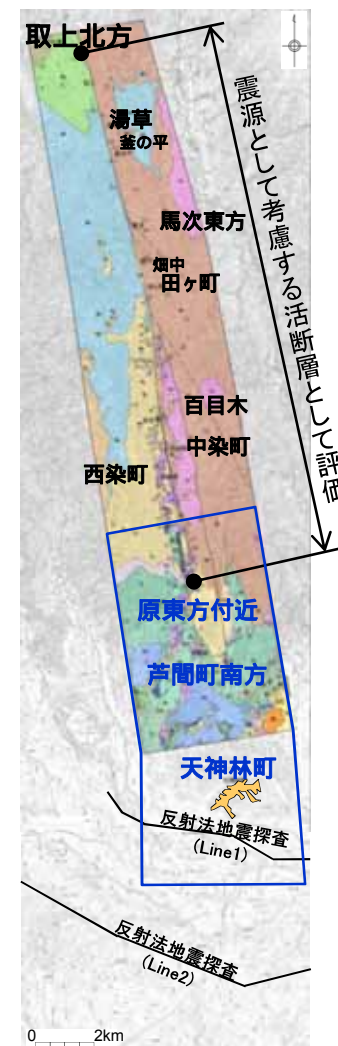 取上北方
湯草
釜の平
馬次東方
畑中
田ヶ町
震源として考慮する活断層として評価
百目木
中染町
西染町
原東方付近
芦間町南方
天神林町
反射法地震探査
(Line1)
反射法地震探査
(Line2)
0 2km